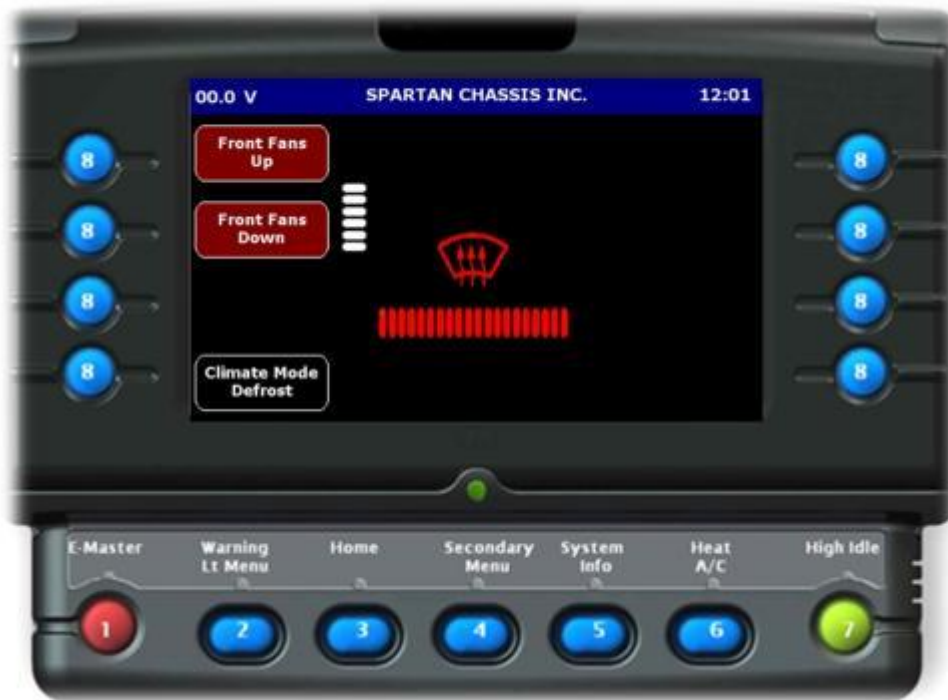 00.0 V SPARTAN CHASSIS INC. 12:01
Front Fans
Up
Front Fans
Down
Climate Mode
Defrost
8
8
8
8
8
8
8
8
E-Master
Warning
Lt Menu
Home
Secondary
Menu
System
Info
Heat
A/C
High Idle
1
2
3
4
5
6
7